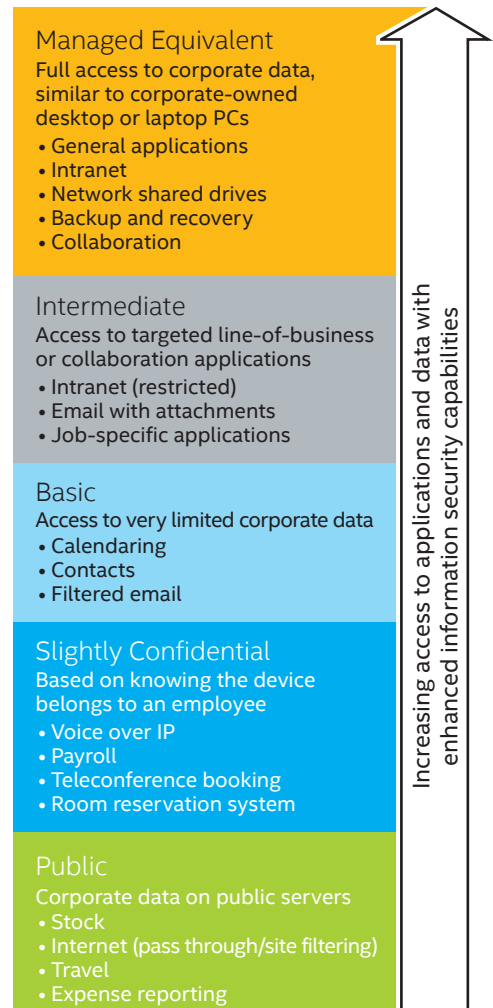 Managed Equivalent
Full access to corporate data,
similar to corporate-owned
desktop or laptop PCs
• General applications
• Intranet
• Network shared drives
• Backup and recovery
• Collaboration
Intermediate
Access to targeted line-of-business
or collaboration applications
• Intranet (restricted)
• Email with attachments
• Job-specific applications
Basic
Access to very limited corporate data
• Calendaring
• Contacts
• Filtered email
Slightly Confidential
Based on knowing the device
belongs to an employee
• Voice over IP
• Payroll
• Teleconference booking
• Room reservation system
Public
Corporate data on public servers
• Stock
• Internet (pass through/site filtering)
• Travel
• Expense reporting
Increasing access to applications and data with
enhanced information security capabilities